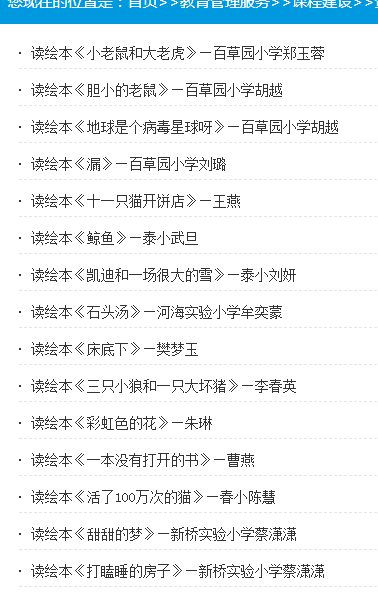 您现在的位置是：首页>>教育管理服务>>课程建设>>
· 读绘本《小老鼠和大老虎》—百草园小学郑玉蓉
· 读绘本《胆小的老鼠》—百草园小学胡越
· 读绘本《地球是个病毒星球呀》—百草园小学胡越
· 读绘本《漏》—百草园小学刘璐
· 读绘本《十一只猫开饼店》—王燕
· 读绘本《鲸鱼》—泰小武旦
· 读绘本《凯迪和一场很大的雪》—泰小刘妍
· 读绘本《石头汤》—河海实验小学牟奕蒙
· 读绘本《床底下》—樊梦玉
· 读绘本《三只小狼和一只大坏猪》—李春英
· 读绘本《彩虹色的花》—朱琳
· 读绘本《一本没有打开的书》—曹燕
· 读绘本《活了100万次的猫》—春小陈慧
· 读绘本《甜甜的梦》—新桥实验小学蔡潇潇
· 读绘本《打瞌睡的房子》—新桥实验小学蔡潇潇